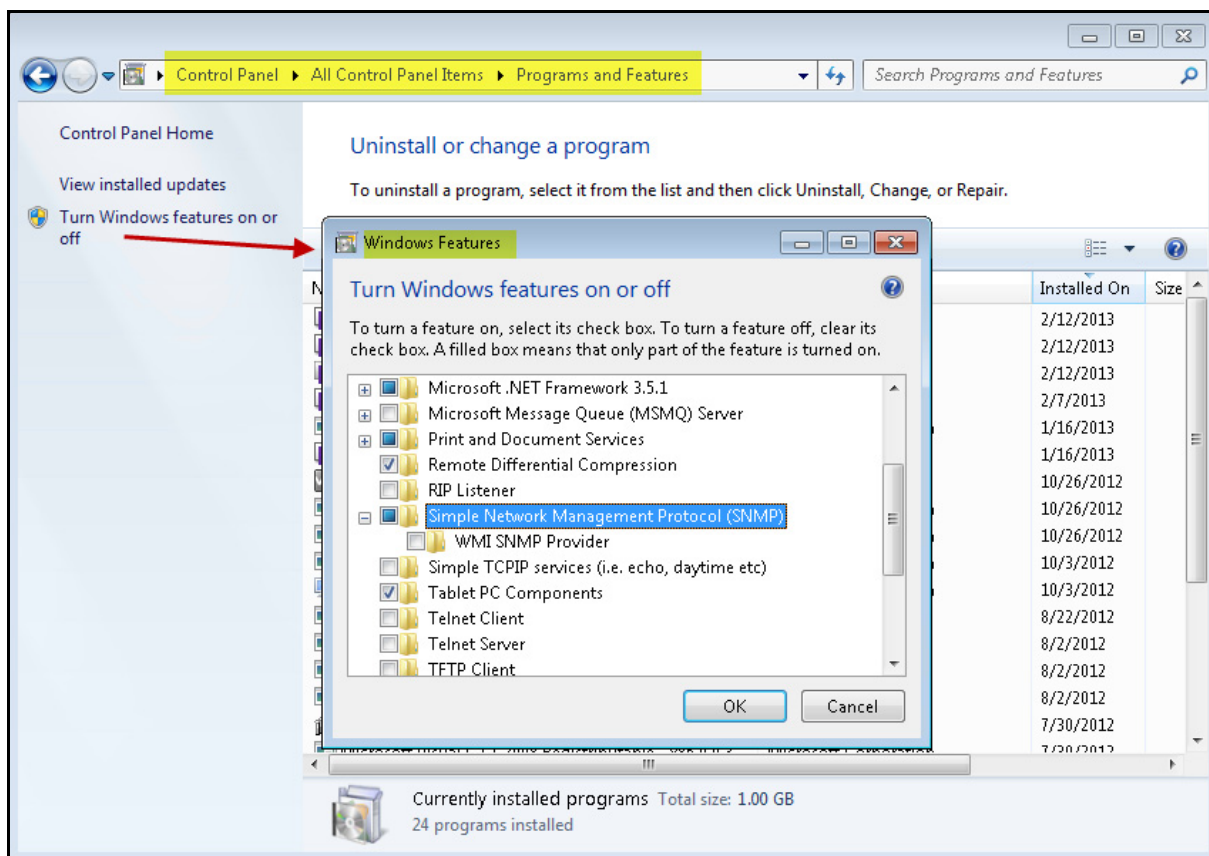 Control Panel ▸ All Control Panel Items ▸ Programs and Features
Search Programs and Features
Control Panel Home
View installed updates
Turn Windows features on or
off
Uninstall or change a program
To uninstall a program, select it from the list and then click Uninstall, Change, or Repair.
Installed On
Size
2/12/2013
2/12/2013
2/12/2013
2/7/2013
1/16/2013
1/16/2013
10/26/2012
10/26/2012
10/26/2012
10/3/2012
10/3/2012
8/22/2012
8/2/2012
8/2/2012
8/2/2012
7/30/2012
7/30/2012
Windows Features
Turn Windows features on or off
To turn a feature on, select its check box. To turn a feature off, clear its
check box. A filled box means that only part of the feature is turned on.
Microsoft .NET Framework 3.5.1
Microsoft Message Queue (MSMQ) Server
Print and Document Services
Remote Differential Compression
RIP Listener
Simple Network Management Protocol (SNMP)
WMI SNMP Provider
Simple TCPIP services (i.e. echo, daytime etc)
Tablet PC Components
Telnet Client
Telnet Server
TFTP Client
OK
Cancel
Currently installed programs Total size: 1.00 GB
24 programs installed